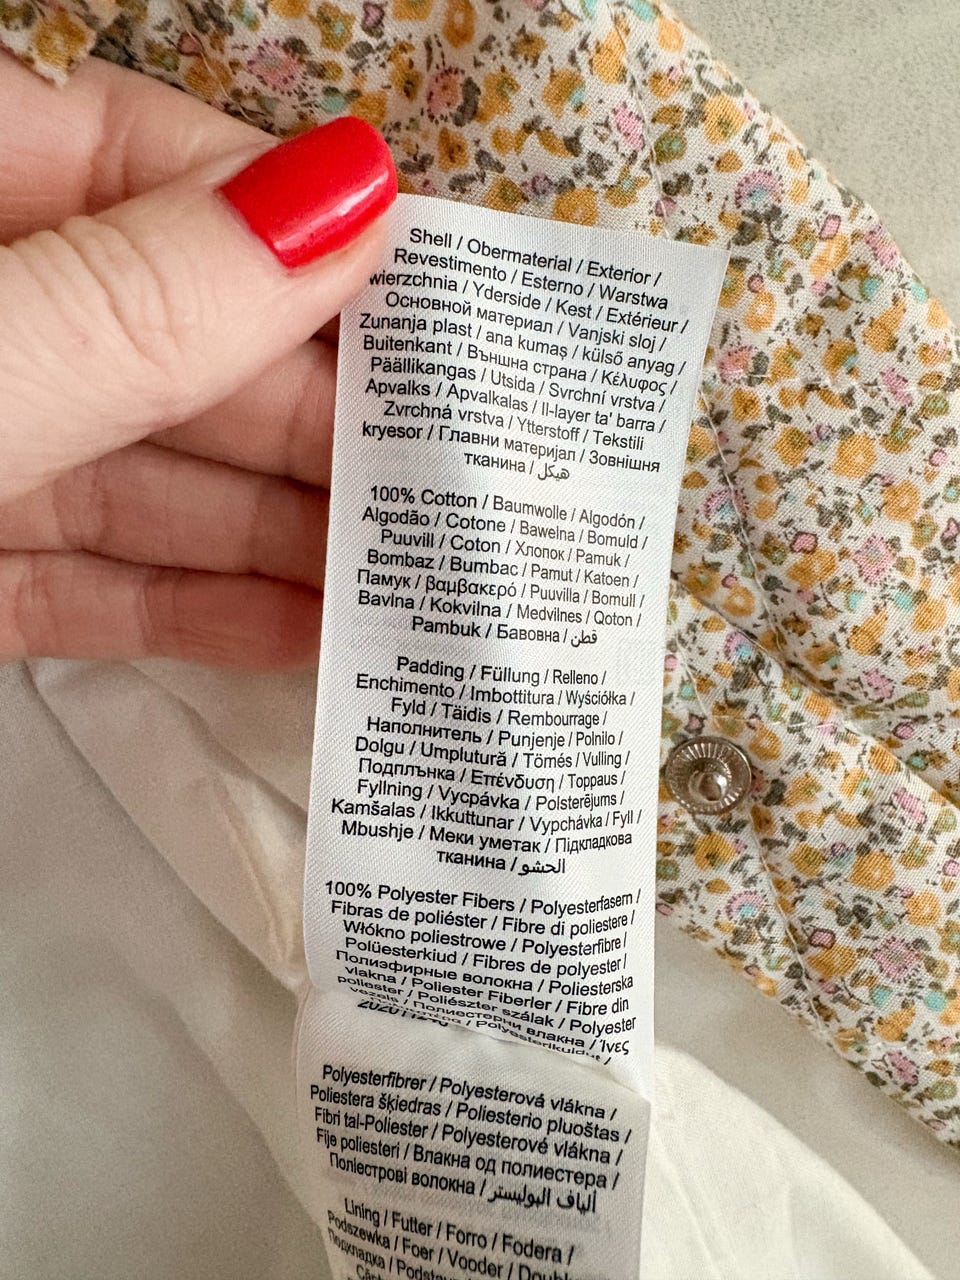 Shell / Obermaterial / Exterior /
Revestimento / Esterno / Warstwa
wierzchnia / Yderside / Kest / Extérieur /
Основной материал / Vanjski sloj /
Zunanja plast / ana kumaş / külső anyag /
Buitenkant / Външна страна / Κέλυφος /
Päällikangas / Utsida / Svrchní vrstva /
Apvalks / Apvalkalas / Il-layer ta' barra /
Zvrchná vrstva / Ytterstoff / Tekstili
kryesor / Главни материјал / Зовнішня
тканина / هيكل
100% Cotton / Baumwolle / Algodón /
Algodão / Cotone / Bawełna / Bomuld /
Puuvill / Coton / Хлопок / Pamuk /
Bombaz / Bumbac / Pamut / Katoen /
Памук / βαμβακερό / Puuvilla / Bomull /
Bavlna / Kokvilna / Medvilnes / Qoton /
Pambuk / Бавовна / قطن
Padding / Füllung / Relleno /
Enchimento / Imbottitura / Wyściółka /
Fyld / Täidis / Rembourrage /
Наполнитель / Punjenje / Polnilo /
Dolgu / Umplutură / Tömés / Vulling /
Подплънка / Επένδυση / Toppaus /
Fyllning / Vycpávka / Polsterējums /
Kamšalas / Ikkuttunar / Vypchávka / Fyll /
Mbushje / Меки уметак / Підкладкова
тканина / الحشو
100% Polyester Fibers / Polyesterfasern /
Fibras de poliéster / Fibre di poliestere /
Włókno poliestrowe / Polyesterfibre /
Polüesterkiud / Fibres de polyester /
Полиэфирные волокна / Poliesterska
vlakna / Poliester Fiberler / Fibre din
poliester / Poliészter szálak / Polyester
vezels / Полиестерни влакна / Ίνες
/ Polyesterikuidut /
Polyesterfibrer / Polyesterová vlákna /
Poliestera šķiedras / Poliesterio pluoštas /
Fibri tal-Poliester / Polyesterové vlákna /
Fije poliesteri / Влакна од полиестера /
Поліестрові волокна / ألياف البوليستر
Lining / Futter / Forro / Fodera /
Podszewka / Foer / Vooder /
Подкладка /